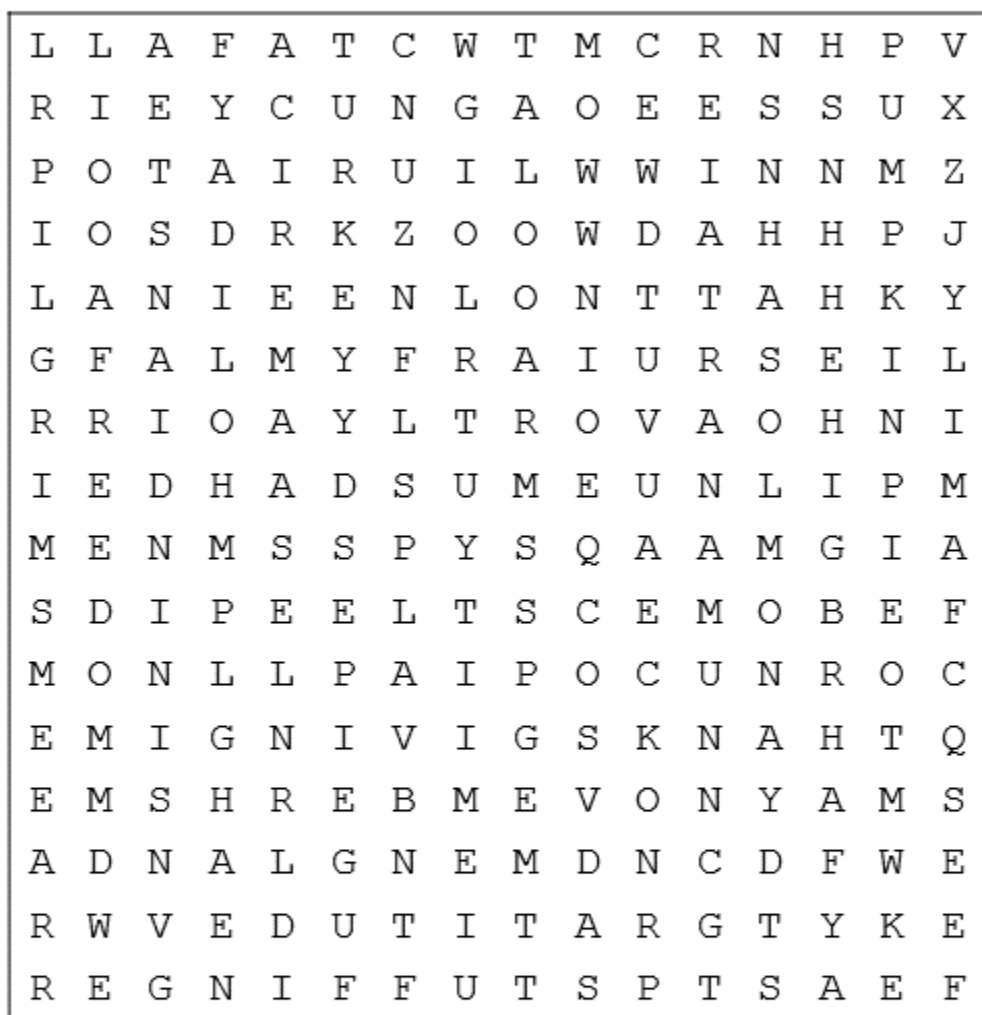 L L A F A T C W T M C R N H P V
R I E Y C U N G A O E E S S U X
P O T A I R U I L W W I N N M Z
I O S D R K Z O O W D A H H P J
L A N I E E N L O N T T A H K Y
G F A L M Y F R A I U R S E I L
R R I O A Y L T R O V A O H N I
I E D H A D S U M E U N L I P M
M E N M S S P Y S Q A A M G I A
S D I P E E L T S C E M O B E F
M O N L L P A I P O C U N R O C
E M I G N I V I G S K N A H T Q
E M S H R E B M E V O N Y A M S
A D N A L G N E M D N C D F W E
R W V E D U T I T A R G T Y K E
R E G N I F F U T S P T S A E F